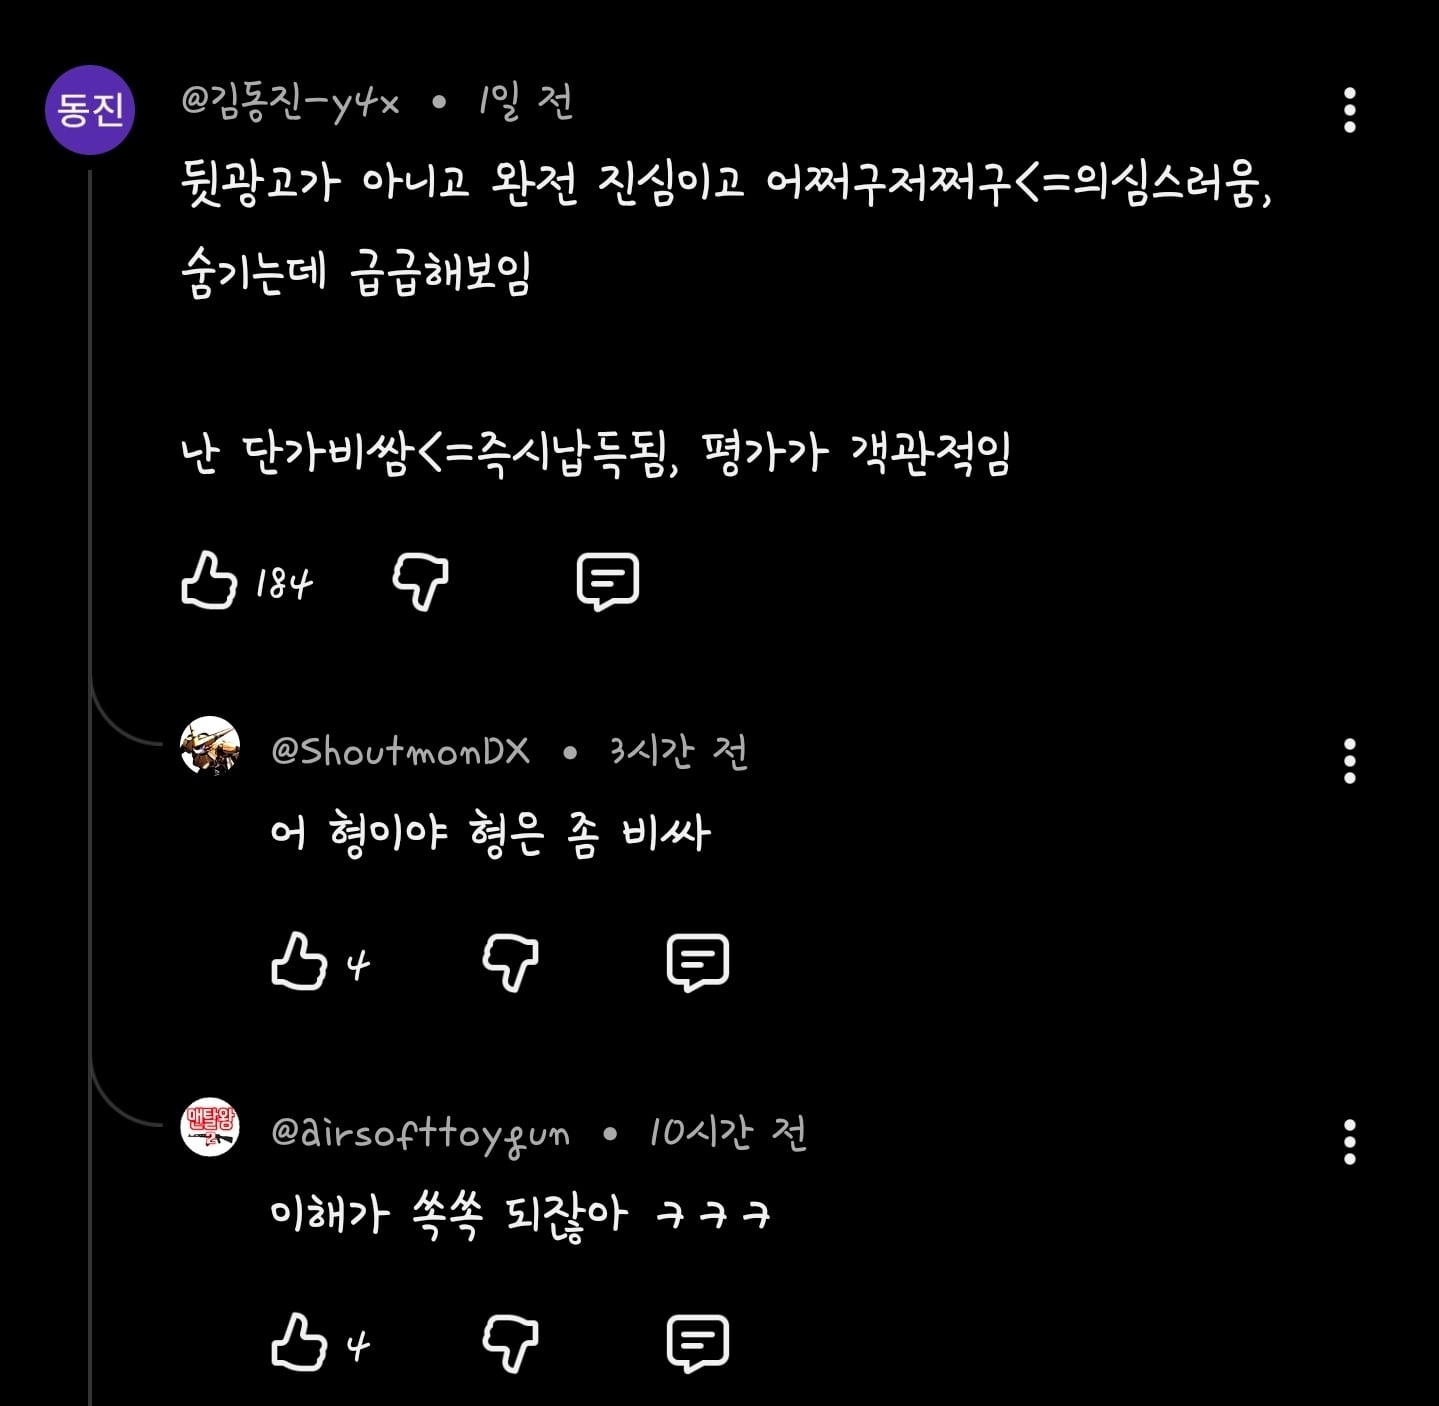 동진
@김동진-y4x • 1일 전
뒷광고가 아니고 완전 진심이고 어쩌구저쩌구<=의심스러움,
숨기는데 급급해보임
난 단가비쌈<=즉시납득됨, 평가가 객관적임
184
@ShoutmonDX • 3시간 전
어 형이야 형은 좀 비싸
4
맨탈왕
@airsofttoygun • 10시간 전
이해가 쏙쏙 되잖아 ㅋㅋㅋ
4